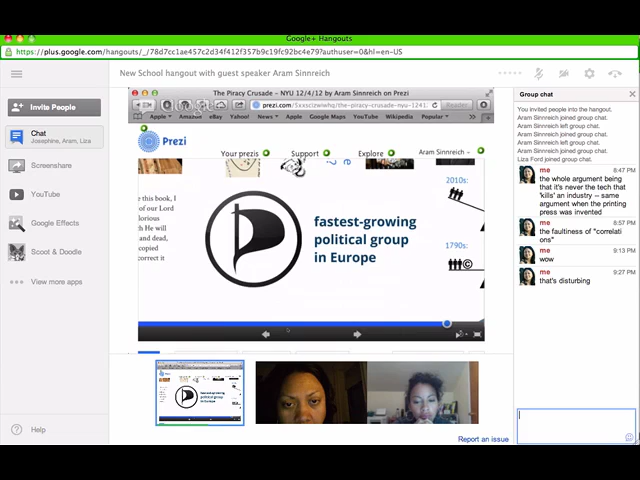 Google+ Hangouts
https://plus.google.com/hangouts/_/78d7cc1ae457c2d34f412f357b9c19fc92bc4e79?authuser=0&hl=en-US
New School hangout with guest speaker Aram Sinnreich
Invite People
Chat
Josephine, Aram, Liza
Screenshare
YouTube
Google Effects
Scoot & Doodle
View more apps
Help
The Piracy Crusade – NYU 12/4/12 by Aram Sinnreich on Prezi
Reader
Apple
Amazon
eBay
Yahoo!
News
Apple
Google Maps
YouTube
Wikipedia
Popular
Prezi
Your prezis
Support
Explore
Aram Sinnreich
e this book, I
of our Lord
lorious
ch He will
and dead,
copied
orrect it
fastest-growing
political group
in Europe
2010s:
1790s:
Report an issue
Group chat
You invited people into the hangout.
Aram Sinnreich joined group chat.
Aram Sinnreich left group chat.
Aram Sinnreich joined group chat.
Aram Sinnreich left group chat.
Aram Sinnreich joined group chat.
Liza Ford joined group chat.
me 8:47 PM
the whole argument being
that it's never the tech that
'kills' an industry -- same
argument when the printing
press was invented
me 8:57 PM
the faultiness of "correlati
ons"
me 9:13 PM
wow
me 9:27 PM
that's disturbing